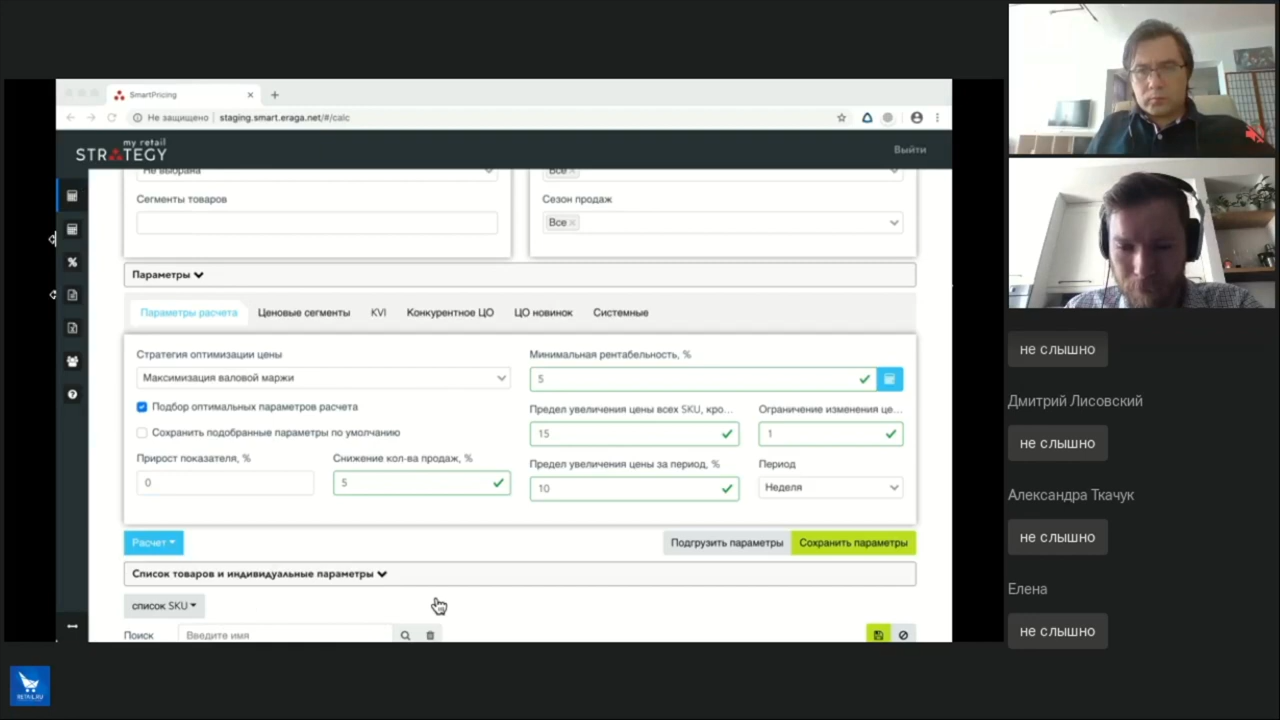 SmartPricing
Не защищено
staging.smart.eraga.net/#/calc
my retail
STRATEGY
Выйти
Не выбрана
Все
Сегменты товаров
Сезон продаж
Все
Параметры
Параметры расчета
Ценовые сегменты
KVI
Конкурентное ЦО
ЦО новинок
Системные
Стратегия оптимизации цены
Максимизация валовой маржи
Подбор оптимальных параметров расчета
Сохранить подобранные параметры по умолчанию
Прирост показателя, %
0
Снижение кол-ва продаж, %
5
Минимальная рентабельность, %
5
Предел увеличения цены всех SKU, кро...
15
Ограничение изменения це...
1
Предел увеличения цены за период, %
10
Период
Неделя
Расчет
Подгрузить параметры
Сохранить параметры
Список товаров и индивидуальные параметры
список SKU
Поиск
Введите имя
не слышно
Дмитрий Лисовский
не слышно
Александра Ткачук
не слышно
Елена
не слышно
RETAIL.RU